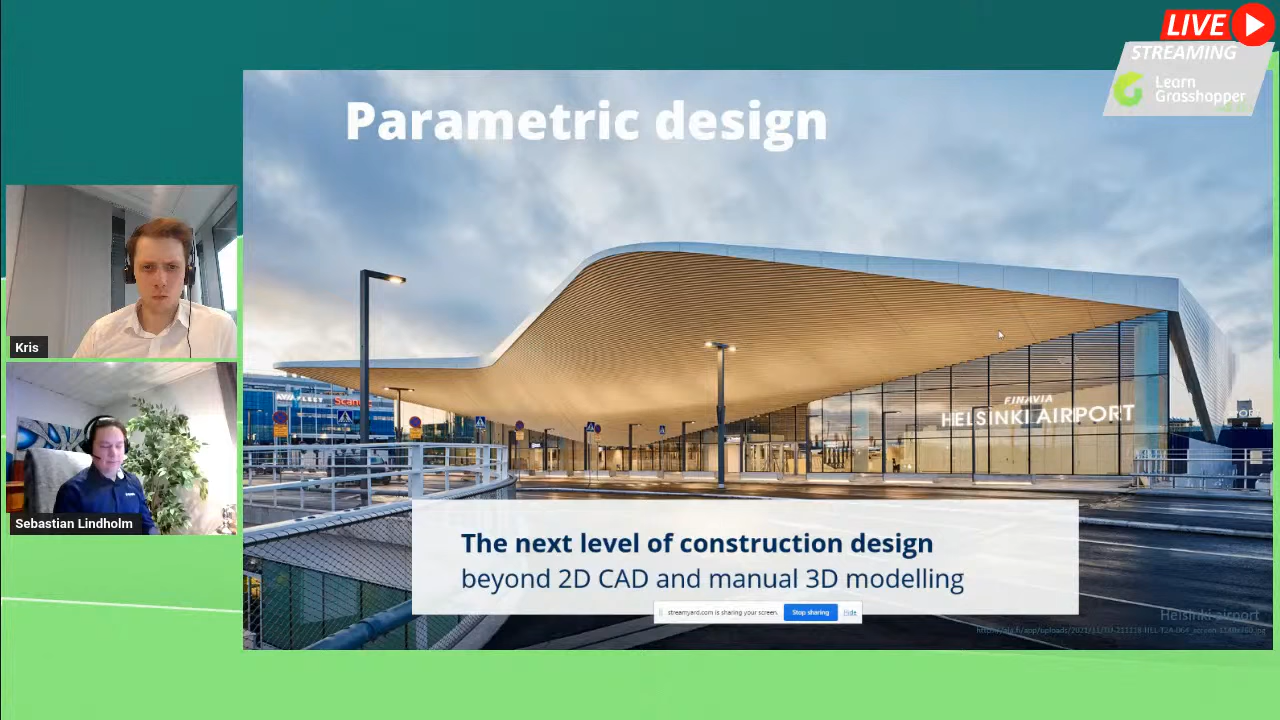 LIVE
STREAMING
Learn
Grasshopper
Parametric design
Kris
Sebastian Lindholm
FINAVIA
HELSINKI AIRPORT
The next level of construction design
beyond 2D CAD and manual 3D modelling
streamyard.com is sharing your screen.
Stop sharing
Hide
Helsinki airport